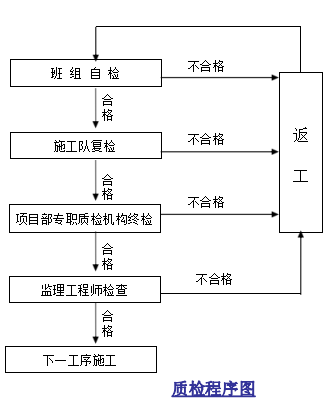 班 组 自 检
不合格
合格
返工
施工队复检
不合格
合格
项目部专职质检机构终检
不合格
合格
监理工程师检查
不合格
合格
下一工序施工
质检程序图